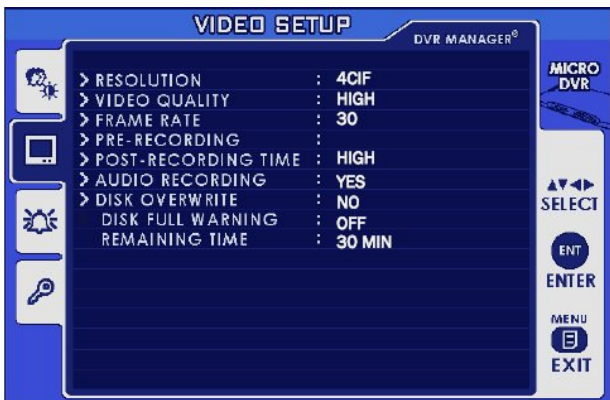 VIDEO SETUP
DVR MANAGER®
> RESOLUTION : 4CIF
> VIDEO QUALITY : HIGH
> FRAME RATE : 30
> PRE-RECORDING :
> POST-RECORDING TIME : HIGH
> AUDIO RECORDING : YES
> DISK OVERWRITE : NO
DISK FULL WARNING : OFF
REMAINING TIME : 30 MIN
MICRO
DVR
▲▼◀▶
SELECT
ENT
ENTER
MENU
EXIT